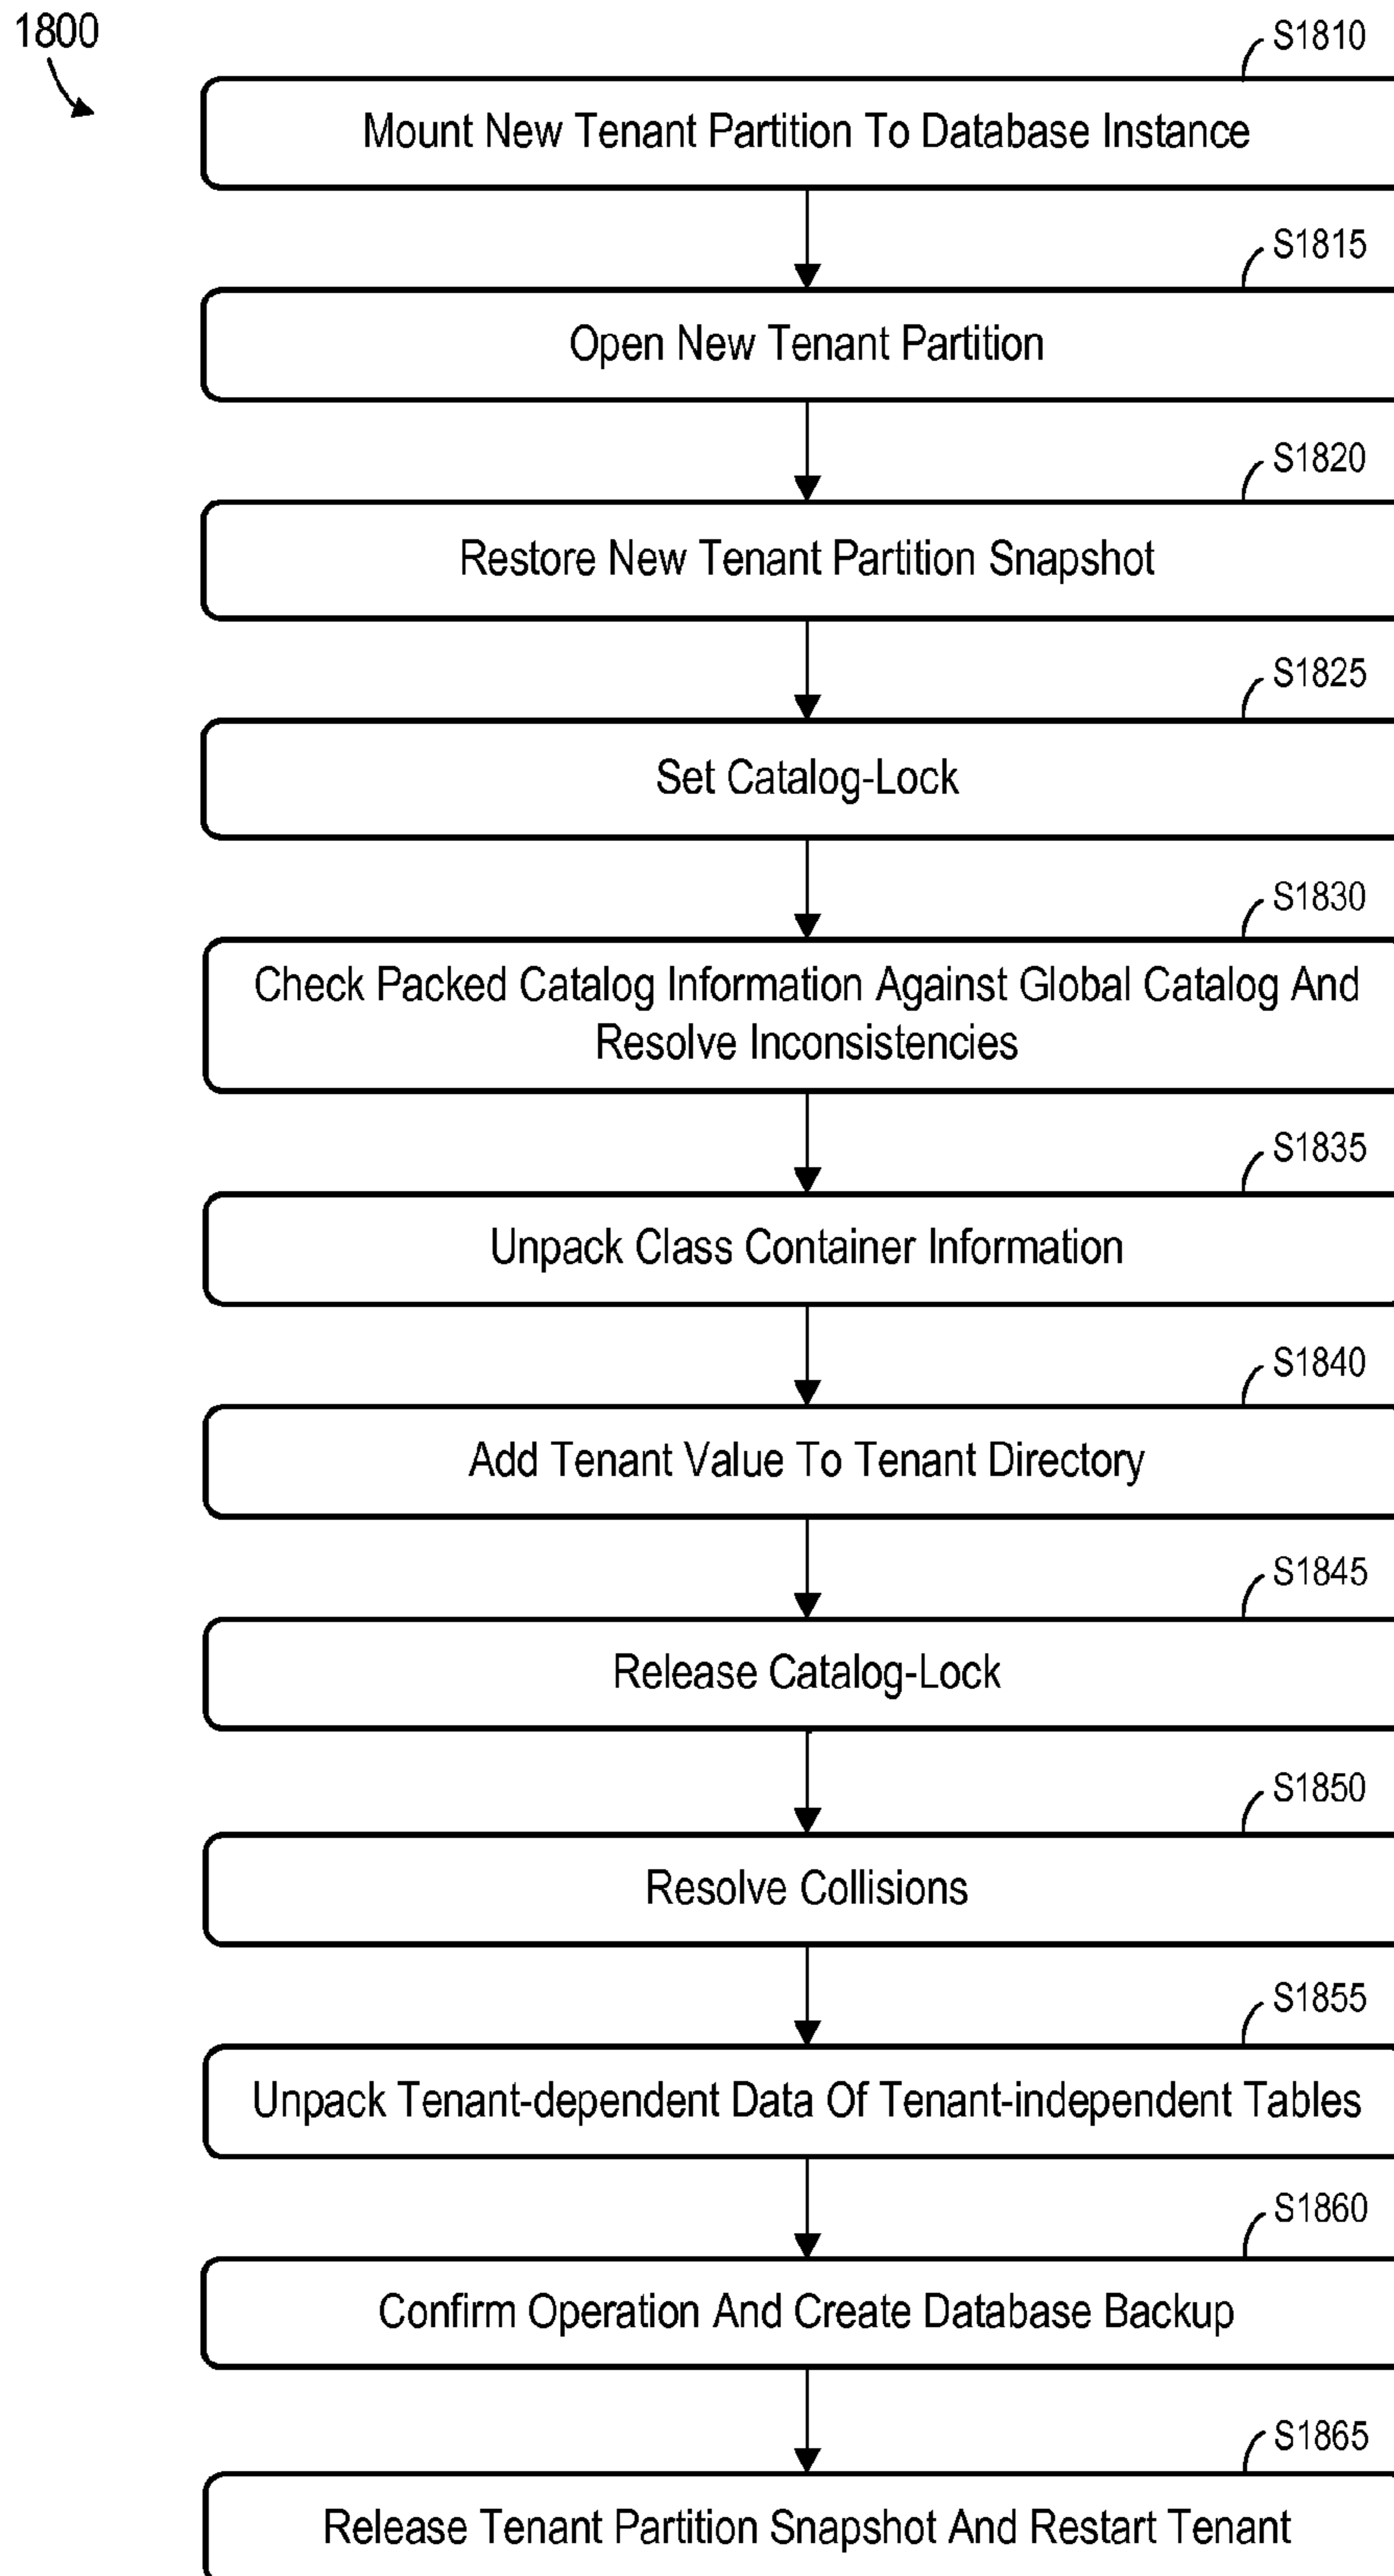 1800
S1810
Mount New Tenant Partition To Database Instance
S1815
Open New Tenant Partition
S1820
Restore New Tenant Partition Snapshot
S1825
Set Catalog-Lock
S1830
Check Packed Catalog Information Against Global Catalog And
Resolve Inconsistencies
S1835
Unpack Class Container Information
S1840
Add Tenant Value To Tenant Directory
S1845
Release Catalog-Lock
S1850
Resolve Collisions
S1855
Unpack Tenant-dependent Data Of Tenant-independent Tables
S1860
Confirm Operation And Create Database Backup
S1865
Release Tenant Partition Snapshot And Restart Tenant